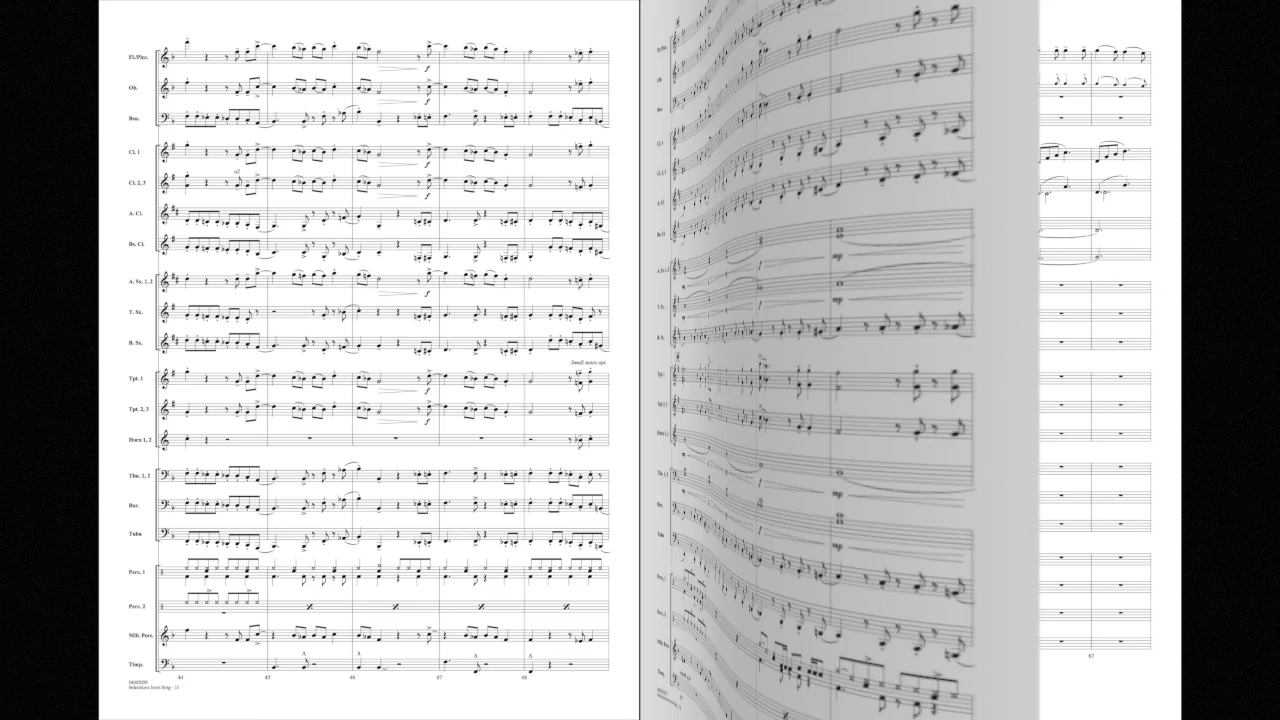 Fl./Picc.
f
Ob.
f
Bsn.
Cl. 1
f
a2
Cl. 2, 3
f
A. Cl.
Bs. Cl.
A. Sx. 1, 2
f
T. Sx.
B. Sx.
Small notes opt.
Tpt. 1
f
Tpt. 2, 3
f
Horn 1, 2
Tbn. 1, 2
Bar.
Tuba
Perc. 1
Perc. 2
Mlt. Perc.
Timp.
44 45 46 47 48
Selections from Sing - 11
mp
mp
mp
mp
67